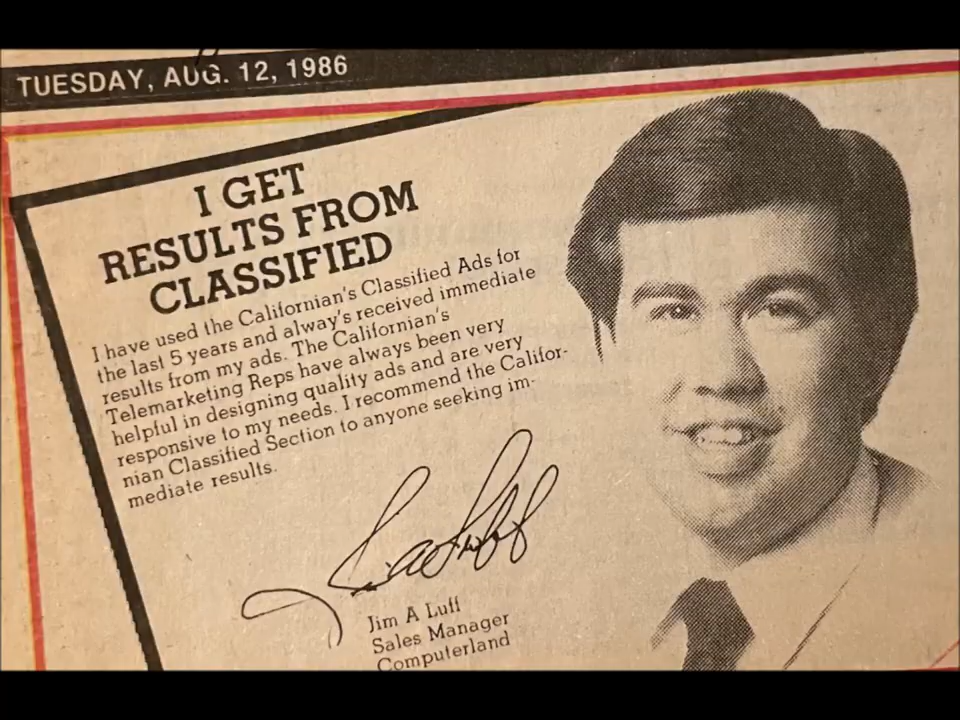 TUESDAY, AUG. 12, 1986
I GET
RESULTS FROM
CLASSIFIED
I have used the Californian's Classified Ads for
the last 5 years and alway's received immediate
results from my ads. The Californian's
Telemarketing Reps have always been very
helpful in designing quality ads and are very
responsive to my needs. I recommend the Califor-
nian Classified Section to anyone seeking im-
mediate results.
Jim A Luff
Jim A Luff
Sales Manager
Computerland